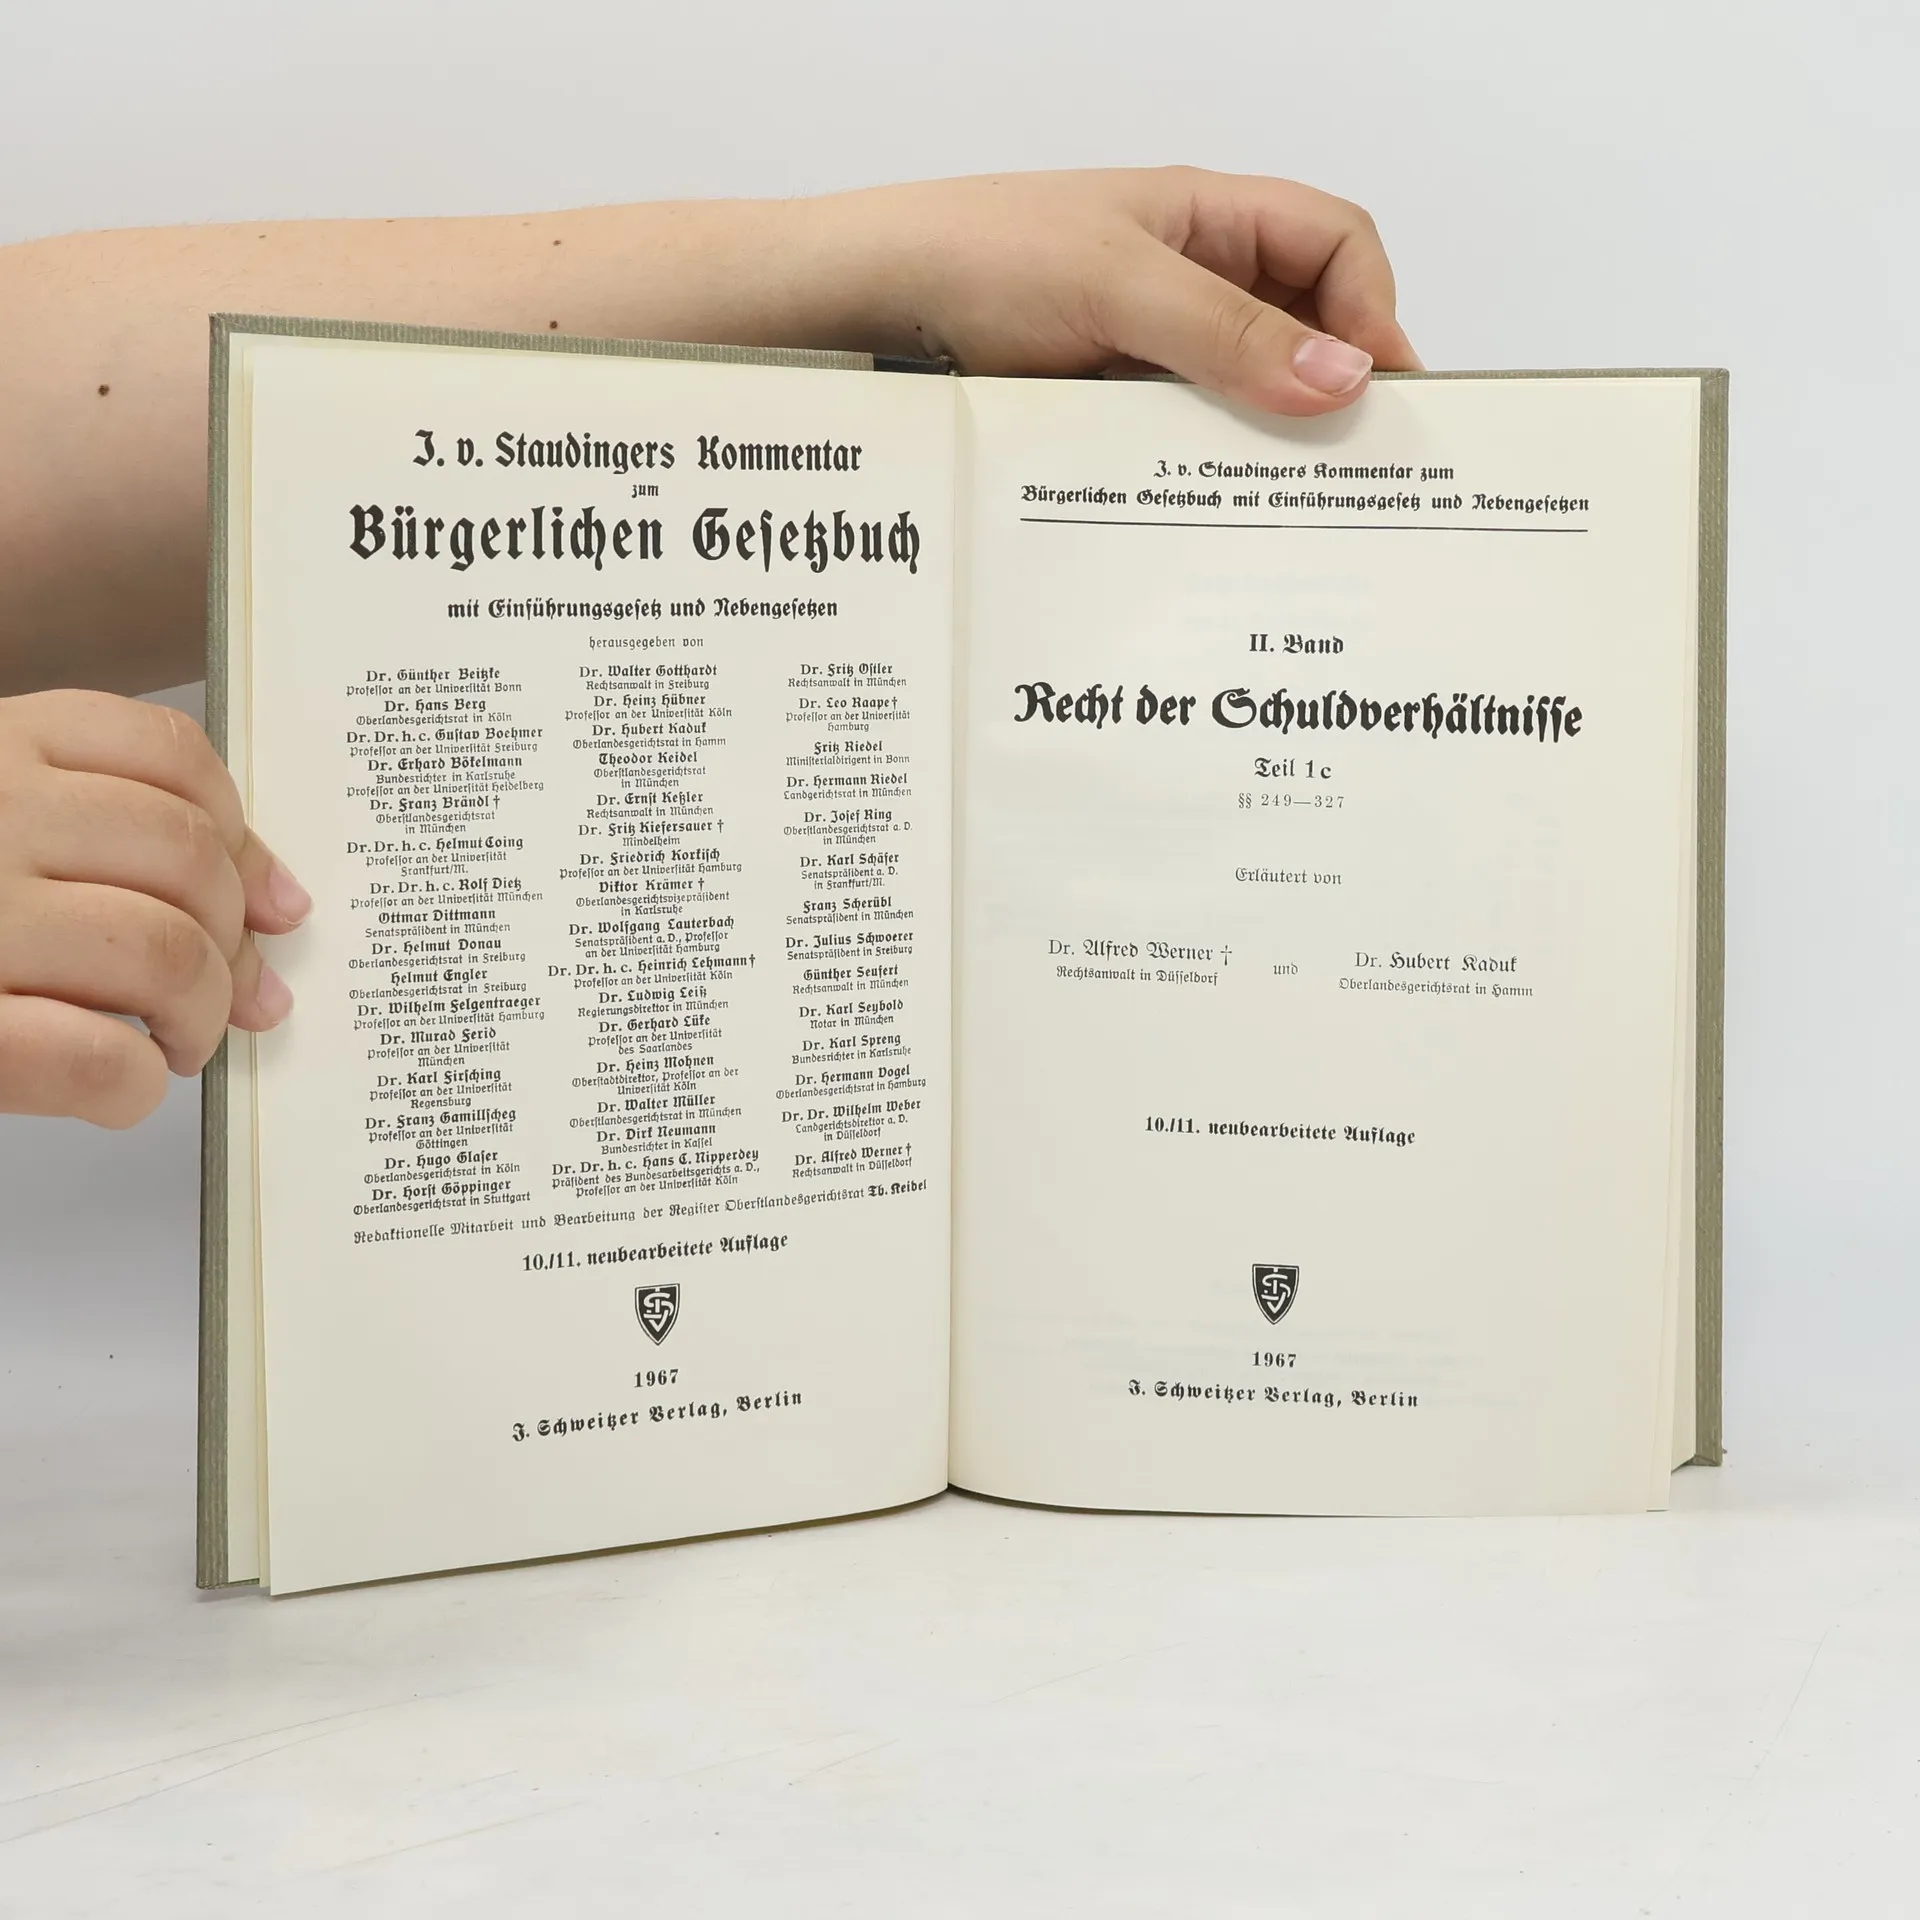 J. v. Staudingers Kommentar
zum
Bürgerlichen Gesetzbuch
mit Einführungsgesetz und Nebengesetzen
herausgegeben von
Dr. Günther Beitzke
Professor an der Universität Bonn
Dr. Hans Berg
Oberlandesgerichtsrat in Köln
Dr. Dr. h. c. Gustav Boehmer
Professor an der Universität Freiburg
Dr. Erhard Bökelmann
Bundesrichter in Karlsruhe
Professor an der Universität Heidelberg
Dr. Franz Brändl †
Oberstlandesgerichtsrat
in München
Dr. Dr. h. c. Helmut Coing
Professor an der Universität
Frankfurt/M.
Dr. Dr. h. c. Rolf Dietz
Professor an der Universität München
Ottmar Dittmann
Senatspräsident in München
Dr. Helmut Donau
Oberlandesgerichtsrat in Freiburg
Helmut Engler
Oberlandesgerichtsrat in Freiburg
Dr. Wilhelm Felgentraeger
Professor an der Universität Hamburg
Dr. Murad Ferid
Professor an der Universität
München
Dr. Karl Firsching
Professor an der Universität
Regensburg
Dr. Franz Gamillscheg
Professor an der Universität
Göttingen
Dr. Hugo Glaser
Oberlandesgerichtsrat in Köln
Dr. Horst Göppinger
Oberlandesgerichtsrat in Stuttgart
Dr. Walter Gotthardt
Rechtsanwalt in Freiburg
Dr. Heinz Hübner
Professor an der Universität Köln
Dr. Hubert Kaduk
Oberlandesgerichtsrat in Hamm
Theodor Keidel
Oberstlandesgerichtsrat
in München
Dr. Ernst Keßler
Rechtsanwalt in München
Dr. Fritz Kiefersauer †
Mindelheim
Dr. Friedrich Korkisch
Professor an der Universität Hamburg
Viktor Krämer †
Oberlandesgerichtsvizepräsident
in Karlsruhe
Dr. Wolfgang Lauterbach
Senatspräsident a. D., Professor
an der Universität Hamburg
Dr. Dr. h. c. Heinrich Lehmann †
Professor an der Universität Köln
Dr. Ludwig Leiß
Regierungsdirektor in München
Dr. Gerhard Lüke
Professor an der Universität
des Saarlandes
Dr. Heinz Mohnen
Oberstadtdirektor, Professor an der
Universität Köln
Dr. Walter Müller
Oberstlandesgerichtsrat in München
Dr. Dirk Neumann
Bundesrichter in Kassel
Dr. Dr. h. c. Hans C. Nipperdey
Präsident des Bundesarbeitsgerichts a. D.,
Professor an der Universität Köln
Dr. Fritz Ostler
Rechtsanwalt in München
Dr. Leo Raape †
Professor an der Universität
Hamburg
Fritz Riedel
Ministerialdirigent in Bonn
Dr. Hermann Riedel
Landgerichtsrat in München
Dr. Josef Ring
Oberstlandesgerichtsrat a. D.
in München
Dr. Karl Schäfer
Senatspräsident a. D.
in Frankfurt/M.
Franz Scherübl
Senatspräsident in München
Dr. Julius Schwoerer
Senatspräsident in Freiburg
Günther Seufert
Rechtsanwalt in München
Dr. Karl Seybold
Notar in München
Dr. Karl Spreng
Bundesrichter in Karlsruhe
Dr. Hermann Vogel
Oberlandesgerichtsrat in Hamburg
Dr. Dr. Wilhelm Weber
Landgerichtsdirektor a. D.
in Düsseldorf
Dr. Alfred Werner †
Rechtsanwalt in Düsseldorf
Redaktionelle Mitarbeit und Bearbeitung der Register Oberstlandesgerichtsrat Th. Keidel
10./11. neubearbeitete Auflage
1967
J. Schweitzer Verlag, Berlin
J. v. Staudingers Kommentar zum
Bürgerlichen Gesetzbuch mit Einführungsgesetz und Nebengesetzen
II. Band
Recht der Schuldverhältnisse
Teil 1c
§§ 249—327
Erläutert von
Dr. Alfred Werner †
Rechtsanwalt in Düsseldorf
und
Dr. Hubert Kaduk
Oberlandesgerichtsrat in Hamm
10./11. neubearbeitete Auflage
1967
J. Schweitzer Verlag, Berlin